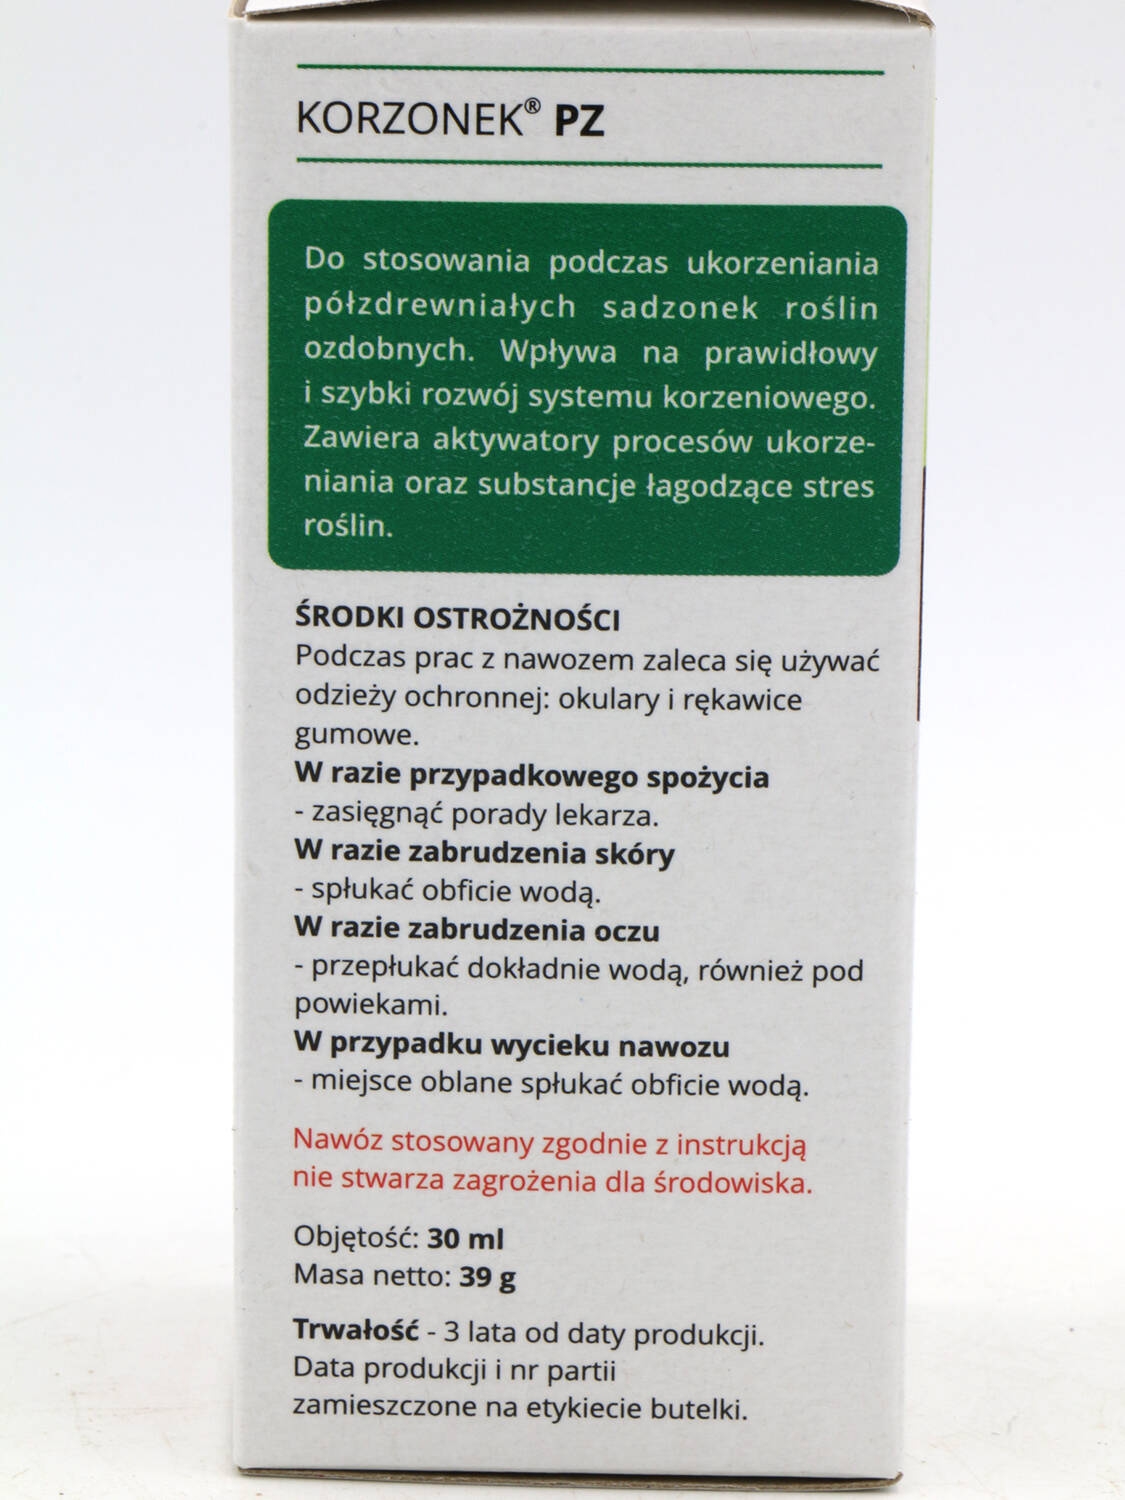 KORZONEK® PZ
Do stosowania podczas ukorzeniania
półzdrewniałych sadzonek roślin
ozdobnych. Wpływa na prawidłowy
i szybki rozwój systemu korzeniowego.
Zawiera aktywatory procesów ukorze-
niania oraz substancje łagodzące stres
roślin.
ŚRODKI OSTROŻNOŚCI
Podczas prac z nawozem zaleca się używać
odzieży ochronnej: okulary i rękawice
gumowe.
W razie przypadkowego spożycia
- zasięgnąć porady lekarza.
W razie zabrudzenia skóry
- spłukać obficie wodą.
W razie zabrudzenia oczu
- przepłukać dokładnie wodą, również pod
powiekami.
W przypadku wycieku nawozu
- miejsce oblane spłukać obficie wodą.
Nawóz stosowany zgodnie z instrukcją
nie stwarza zagrożenia dla środowiska.
Objętość: 30 ml
Masa netto: 39 g
Trwałość - 3 lata od daty produkcji.
Data produkcji i nr partii
zamieszczone na etykiecie butelki.